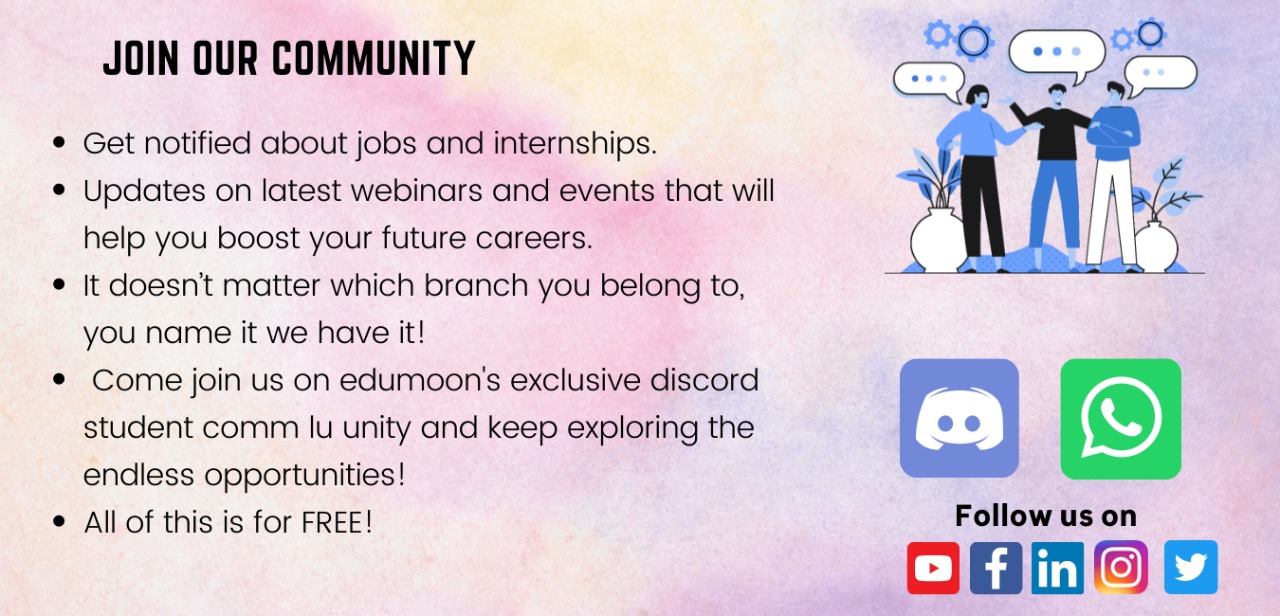 JOIN OUR COMMUNITY
• Get notified about jobs and internships.
• Updates on latest webinars and events that will
help you boost your future careers.
• It doesn't matter which branch you belong to,
you name it we have it!
• Come join us on edumoon's exclusive discord
student comm lu unity and keep exploring the
endless opportunities!
• All of this is for FREE!
Follow us on
in